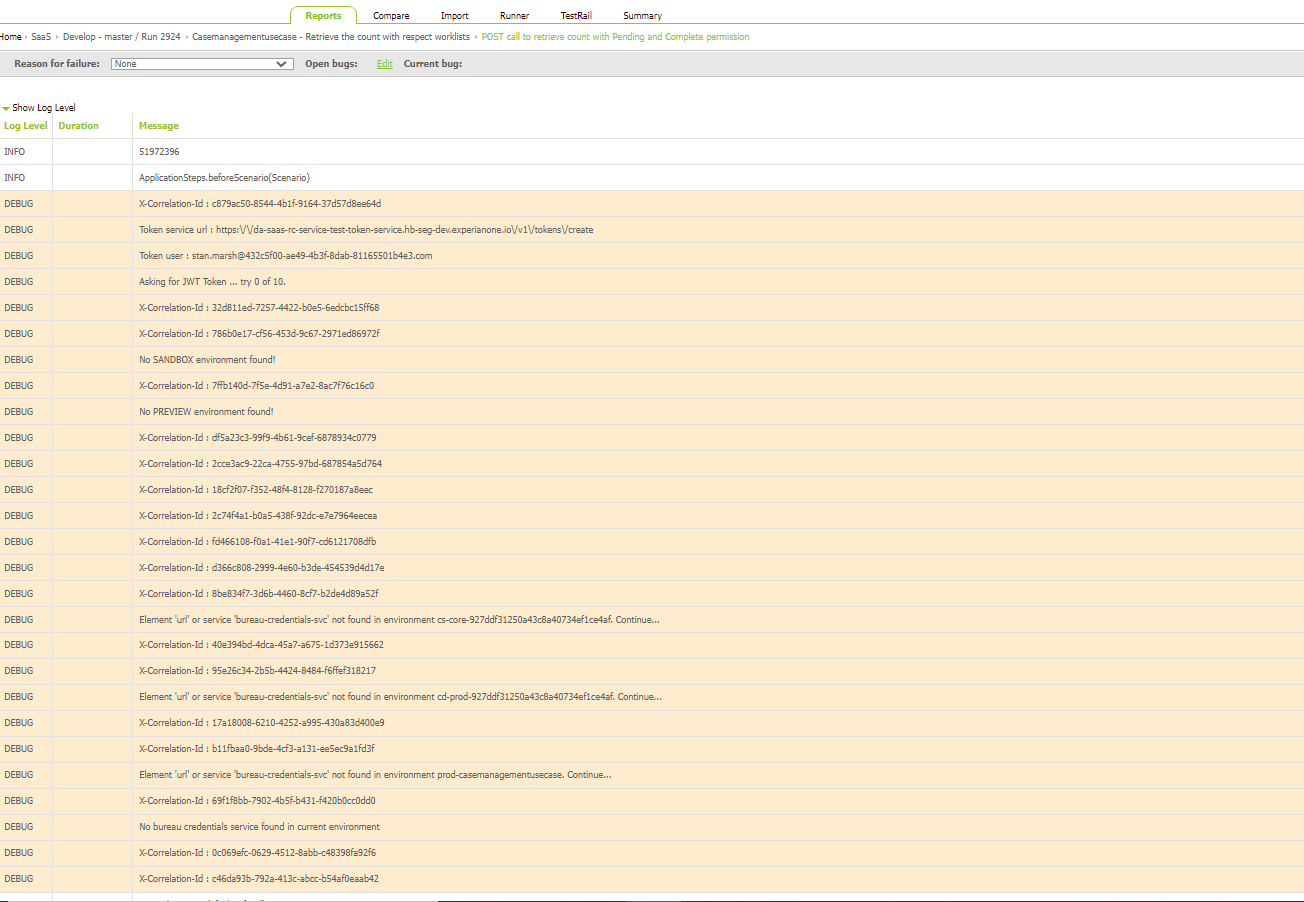 Reports Compare Import Runner TestRail Summary
Home › SaaS › Develop - master / Run 2924 › Casemanagementusecase - Retrieve the count with respect worklists › POST call to retrieve count with Pending and Complete permission
Reason for failure: None Open bugs: Edit Current bug:
Show Log Level
Log Level Duration Message
INFO 51972396
INFO ApplicationSteps.beforeScenario(Scenario)
DEBUG X-Correlation-Id : c879ac50-8544-4b1f-9164-37d57d8ee64d
DEBUG Token service url : https:\/\/da-saas-rc-service-test-token-service.hb-seg-dev.experianone.io\/v1\/tokens\/create
DEBUG Token user : stan.marsh@432c5f00-ae49-4b3f-8dab-81165501b4e3.com
DEBUG Asking for JWT Token ... try 0 of 10.
DEBUG X-Correlation-Id : 32d811ed-7257-4422-b0e5-6edcbc15ff68
DEBUG X-Correlation-Id : 786b0e17-cf56-453d-9c67-2971ed86972f
DEBUG No SANDBOX environment found!
DEBUG X-Correlation-Id : 7ffb140d-7f5e-4d91-a7e2-8ac7f76c16c0
DEBUG No PREVIEW environment found!
DEBUG X-Correlation-Id : df5a23c3-99f9-4b61-9cef-6878934c0779
DEBUG X-Correlation-Id : 2cce3ac9-22ca-4755-97bd-687854a5d764
DEBUG X-Correlation-Id : 18cf2f07-f352-48f4-8128-f270187a8eec
DEBUG X-Correlation-Id : 2c74f4a1-b0a5-438f-92dc-e7e7964eecea
DEBUG X-Correlation-Id : fd466108-f0a1-41e1-90f7-cd6121708dfb
DEBUG X-Correlation-Id : d366c808-2999-4e60-b3de-454539d4d17e
DEBUG X-Correlation-Id : 8be834f7-3d6b-4460-8cf7-b2de4d89a52f
DEBUG Element 'url' or service 'bureau-credentials-svc' not found in environment cs-core-927ddf31250a43c8a40734ef1ce4af. Continue...
DEBUG X-Correlation-Id : 40e394bd-4dca-45a7-a675-1d373e915662
DEBUG X-Correlation-Id : 95e26c34-2b5b-4424-8484-f6ffef318217
DEBUG Element 'url' or service 'bureau-credentials-svc' not found in environment cd-prod-927ddf31250a43c8a40734ef1ce4af. Continue...
DEBUG X-Correlation-Id : 17a18008-6210-4252-a995-430a83d400e9
DEBUG X-Correlation-Id : b11fbaa0-9bde-4cf3-a131-ee5ec9a1fd3f
DEBUG Element 'url' or service 'bureau-credentials-svc' not found in environment prod-casemanagementusecase. Continue...
DEBUG X-Correlation-Id : 69f1f8bb-7902-4b5f-b431-f420b0cc0dd0
DEBUG No bureau credentials service found in current environment
DEBUG X-Correlation-Id : 0c069efc-0629-4512-8abb-c48398fa92f6
DEBUG X-Correlation-Id : c46da93b-792a-413c-abcc-b54af0eaab42